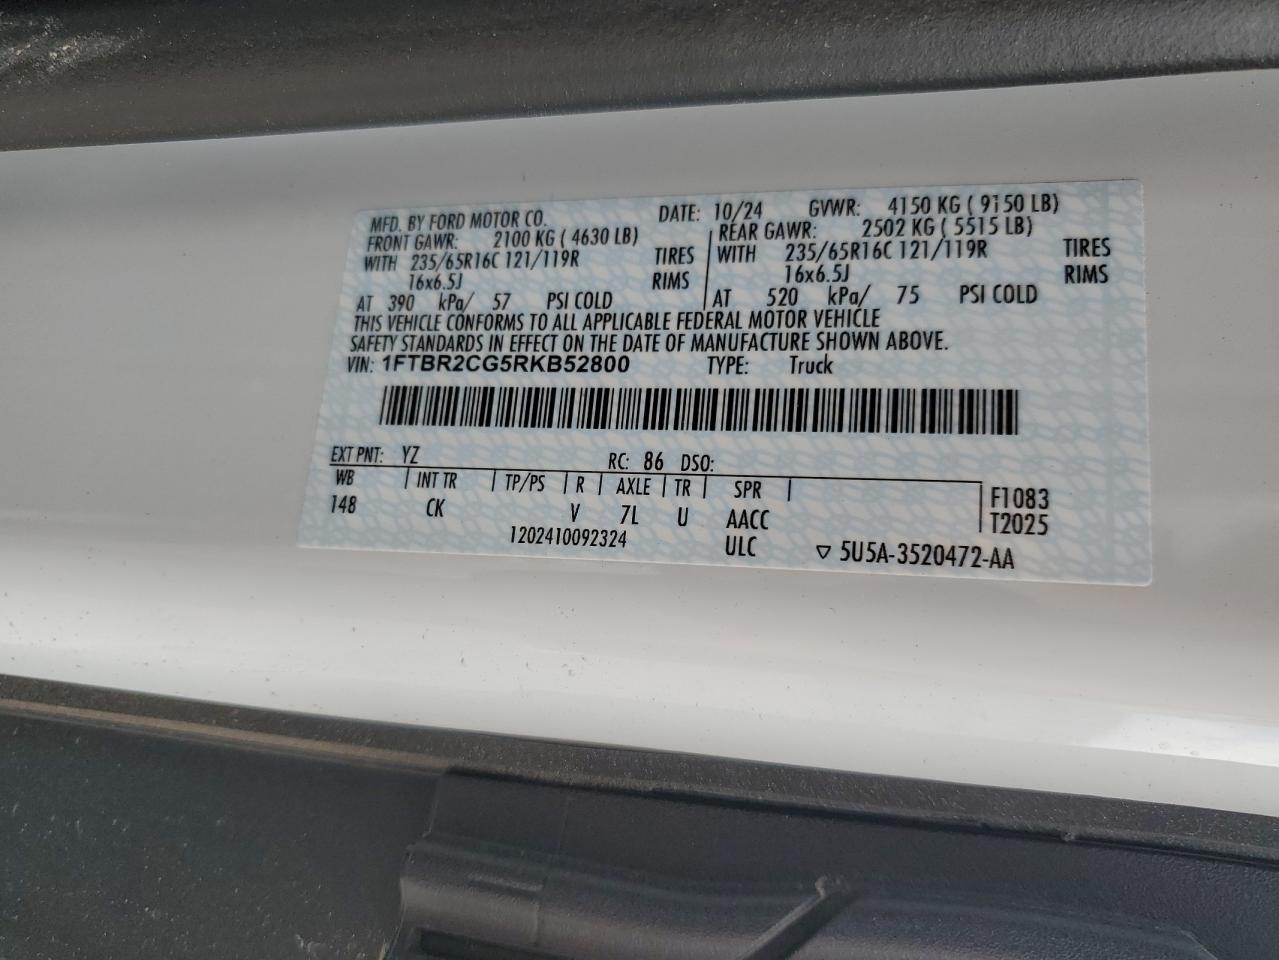 MFD. BY FORD MOTOR CO. DATE: 10/24 GVWR: 4150 KG ( 9150 LB)
FRONT GAWR: 2100 KG ( 4630 LB) REAR GAWR: 2502 KG ( 5515 LB)
WITH 235/65R16C 121/119R TIRES WITH 235/65R16C 121/119R TIRES
16x6.5J RIMS 16x6.5J RIMS
AT 390 kPa/ 57 PSI COLD AT 520 kPa/ 75 PSI COLD
THIS VEHICLE CONFORMS TO ALL APPLICABLE FEDERAL MOTOR VEHICLE
SAFETY STANDARDS IN EFFECT ON THE DATE OF MANUFACTURE SHOWN ABOVE.
VIN: 1FTBR2CG5RKB52800 TYPE: Truck
EXT PNT: YZ RC: 86 DSO:
WB INT TR TP/PS R AXLE TR SPR F1083
148 CK V 7L U AACC T2025
1202410092324 ULC ▽ 5U5A-3520472-AA